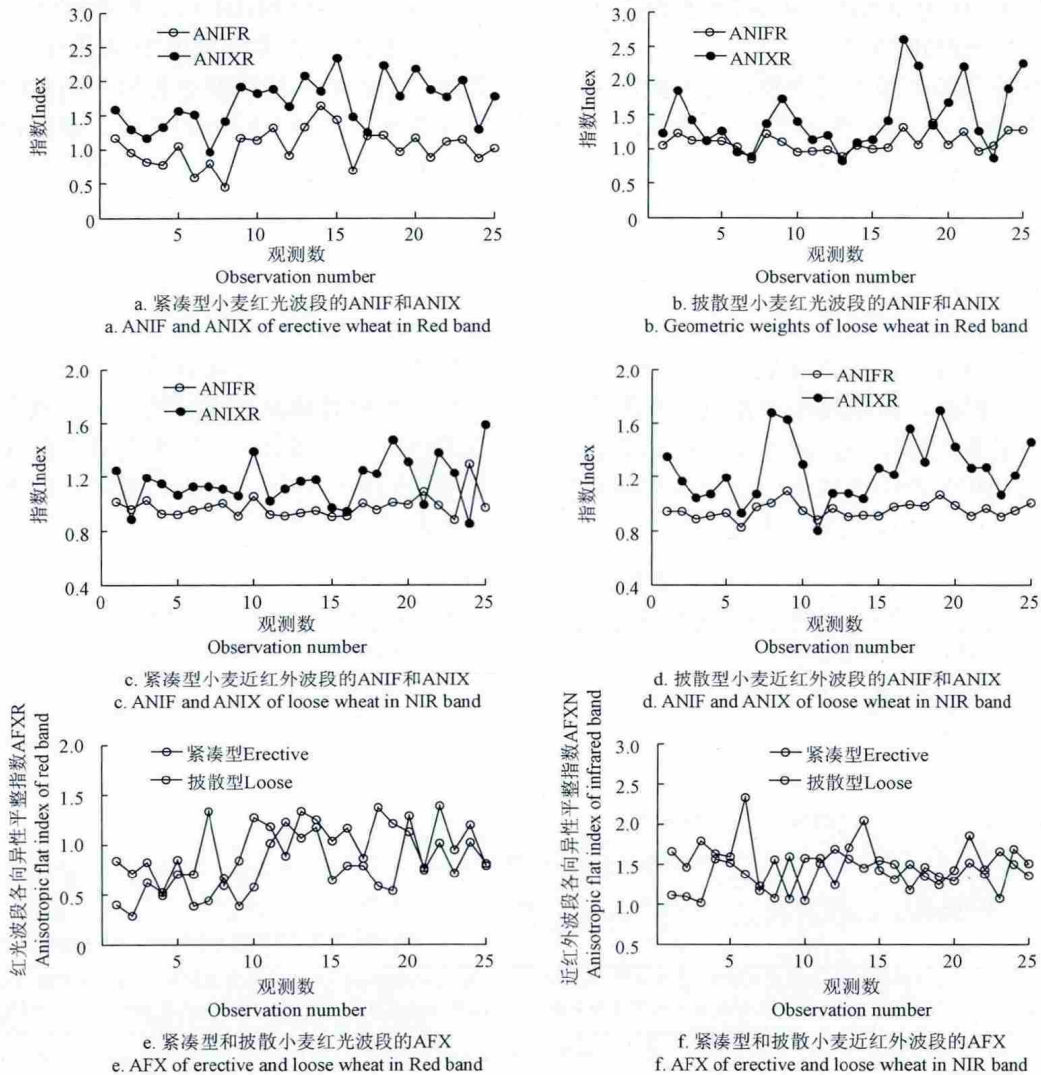 3.0
2.5
2.0
1.5
1.0
0.5
0
指数Index
ANIFR
ANIXR
5
10
15
20
25
观测数
Observation number
a. 紧凑型小麦红光波段的ANIF和ANIX
a. ANIF and ANIX of erective wheat in Red band
3.0
2.5
2.0
1.5
1.0
0.5
0
指数Index
ANIFR
ANIXR
5
10
15
20
25
观测数
Observation number
b. 披散型小麦红光波段的ANIF和ANIX
b. Geometric weights of loose wheat in Red band
2.0
1.6
1.2
0.8
0.4
指数Index
ANIFR
ANIXR
0
5
10
15
20
25
观测数
Observation number
c. 紧凑型小麦近红外波段的ANIF和ANIX
c. ANIF and ANIX of loose wheat in NIR band
2.0
1.6
1.2
0.8
0.4
指数Index
ANIFR
ANIXR
0
5
10
15
20
25
观测数
Observation number
d. 披散型小麦近红外波段的ANIF和ANIX
d. ANIF and ANIX of loose wheat in NIR band
红光波段各向异性平整指数AFXR
Anisotropic flat index of red band
2.0
1.5
1.0
0.5
0
紧凑型Erective
披散型Loose
5
10
15
20
25
观测数
Observation number
e. 紧凑型和披散小麦红光波段的AFX
e. AFX of erective and loose wheat in Red band
近红外波段各向异性平整指数AFXN
Anisotropic flat index of infrared band
3.0
2.5
2.0
1.5
1.0
0.5
紧凑型Erective
披散型Loose
5
10
15
20
25
观测数
Observation number
f. 紧凑型和披散小麦近红外波段的AFX
f. AFX of erective and loose wheat in NIR band